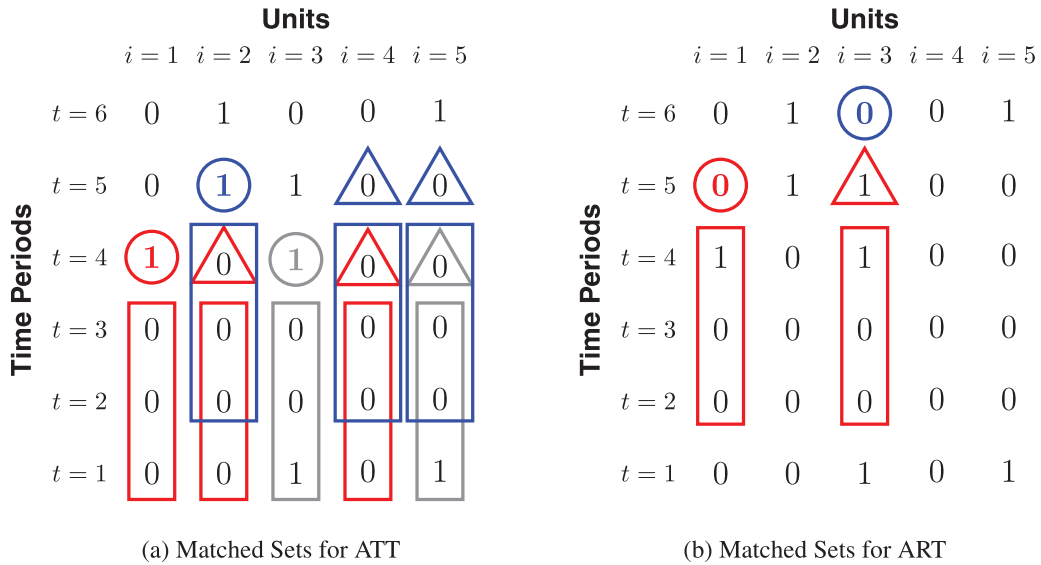 Units
i = 1 i = 2 i = 3 i = 4 i = 5
Time Periods
t = 6 0 1 0 0 1
t = 5 0 1 1 0 0
t = 4 1 0 1 0 0
t = 3 0 0 0 0 0
t = 2 0 0 0 0 0
t = 1 0 0 1 0 1
(a) Matched Sets for ATT
Units
i = 1 i = 2 i = 3 i = 4 i = 5
Time Periods
t = 6 0 1 0 0 1
t = 5 0 1 1 0 0
t = 4 1 0 1 0 0
t = 3 0 0 0 0 0
t = 2 0 0 0 0 0
t = 1 0 0 1 0 1
(b) Matched Sets for ART